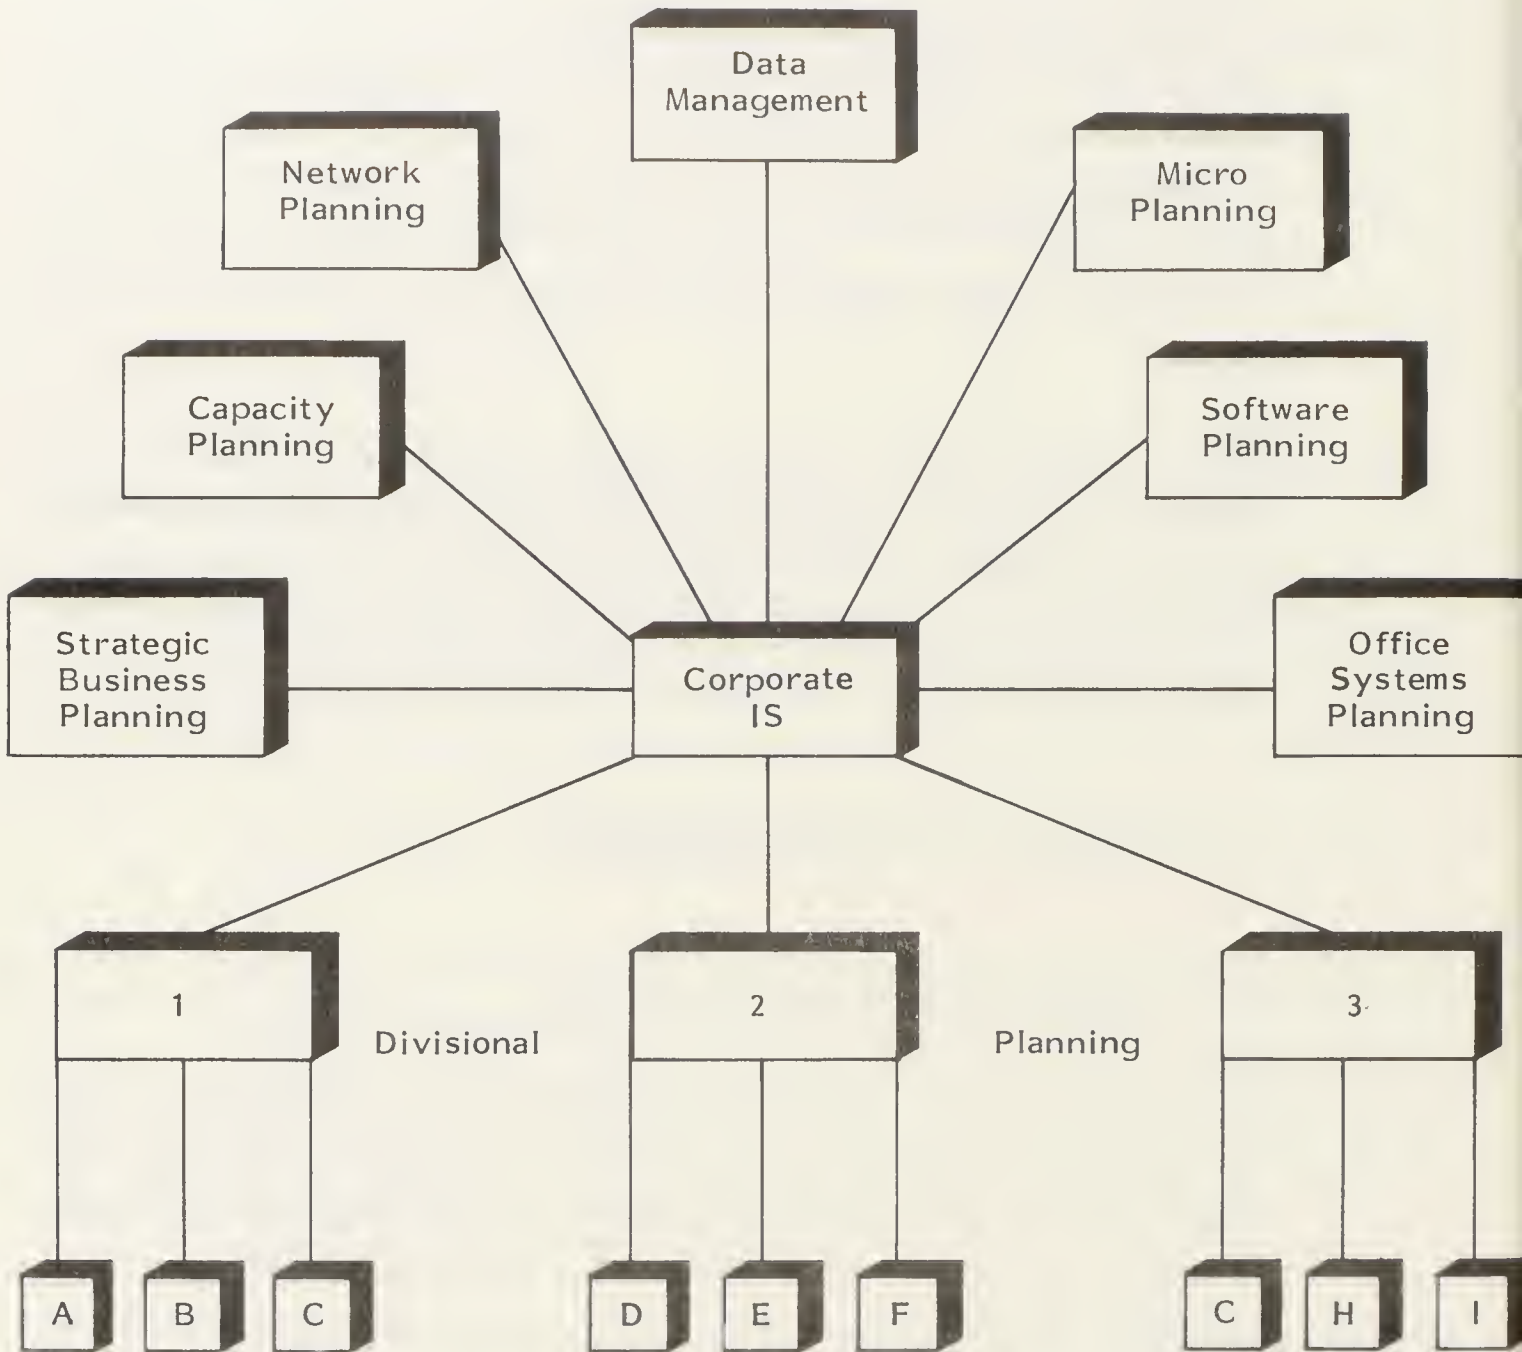 Data
Management
Network
Planning
Micro
Planning
Capacity
Planning
Software
Planning
Strategic
Business
Planning
Corporate
IS
Office
Systems
Planning
1
Divisional
2
Planning
3
A
B
C
D
E
F
C
H
I